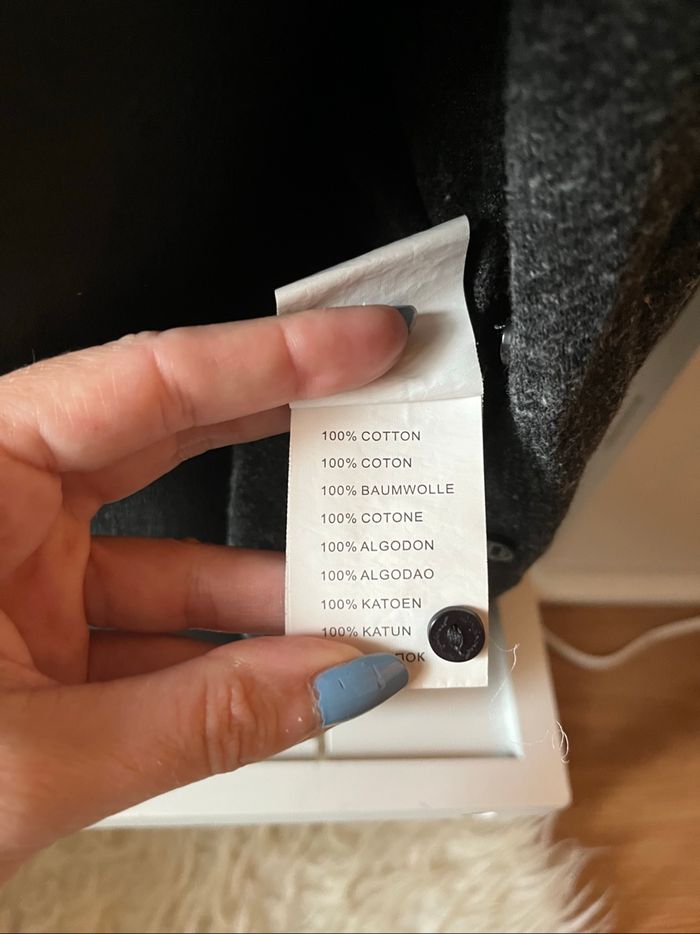 100% COTTON
100% COTON
100% BAUMWOLLE
100% COTONE
100% ALGODON
100% ALGODAO
100% KATOEN
100% KATUN